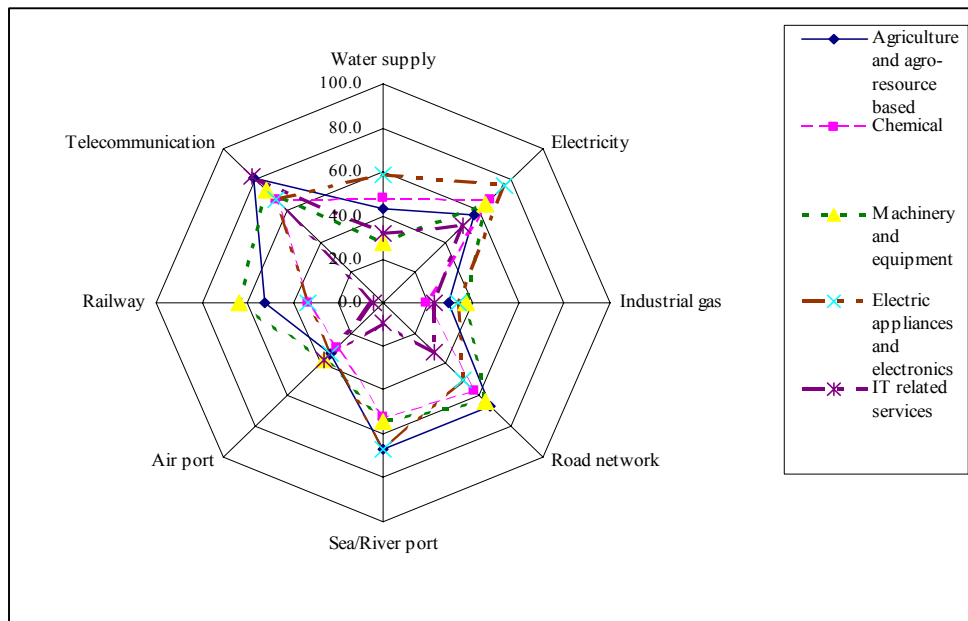 Water supply
100.0
80.0
60.0
40.0
20.0
0.0
Telecommunication
Electricity
Railway
Industrial gas
Air port
Road network
Sea/River port
Agriculture
and agro-
resource
based
Chemical
Machinery
and
equipment
Electric
appliances
and
electronics
IT related
services